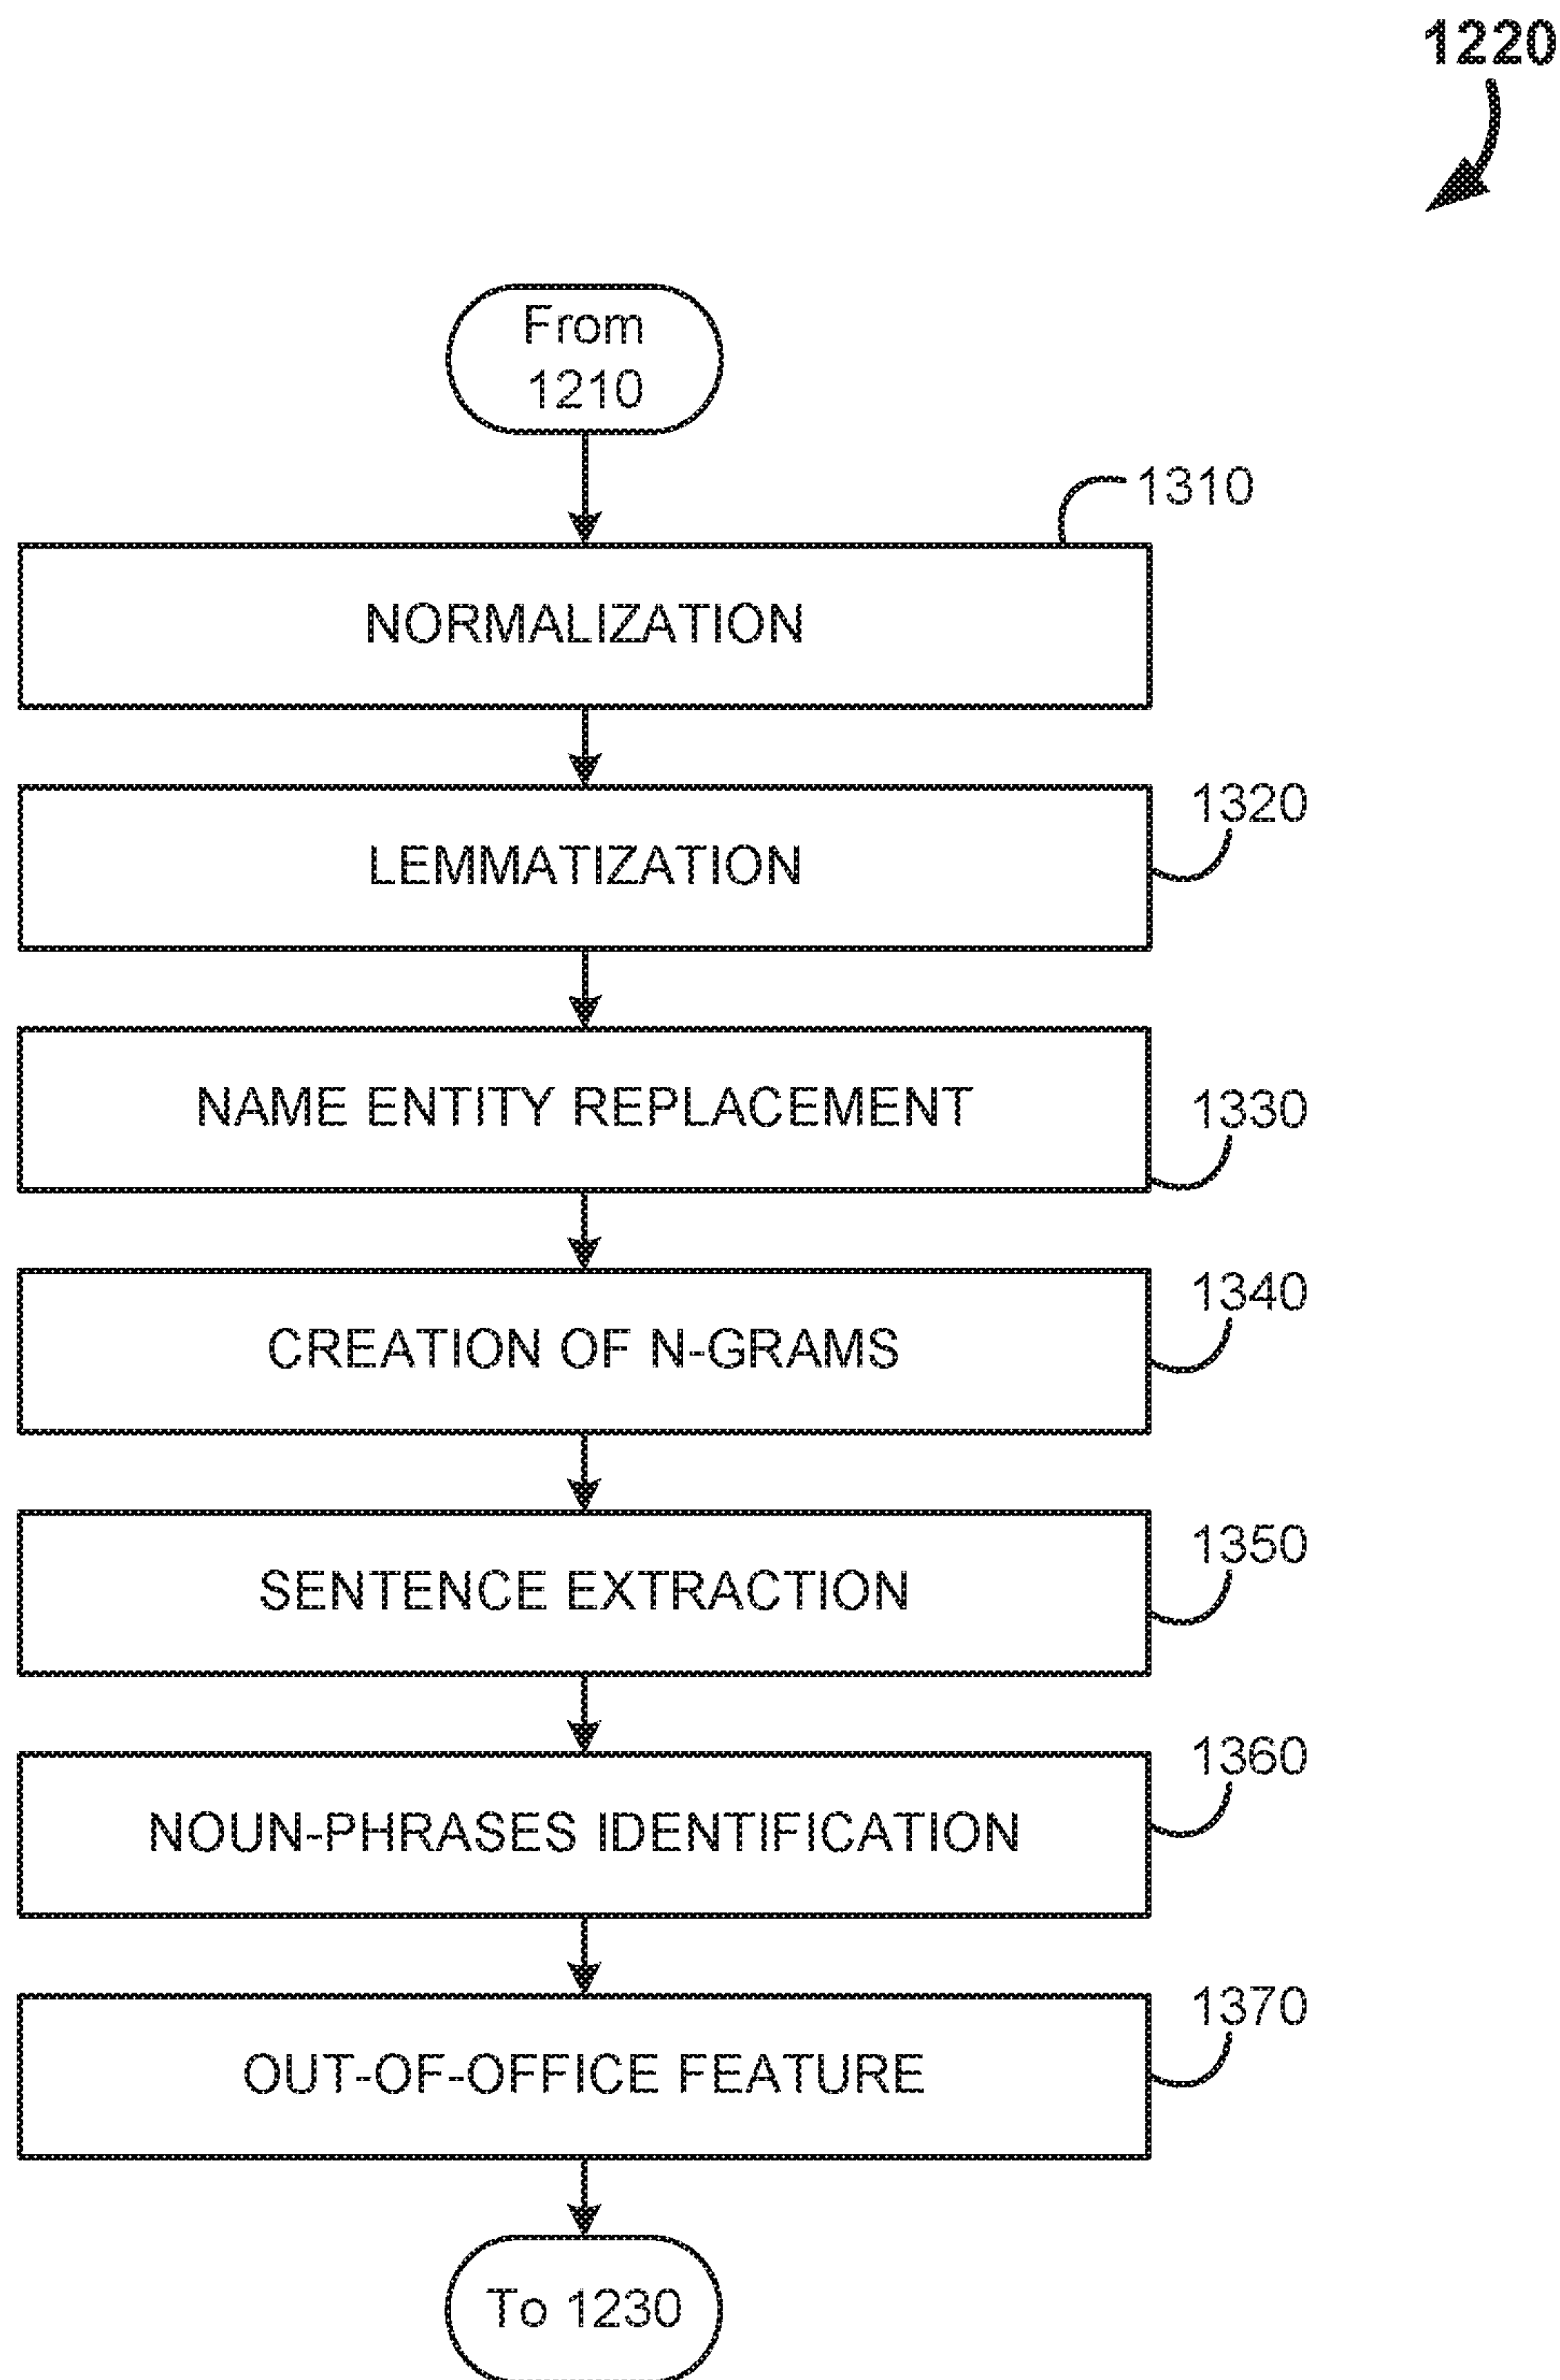 1220
From
1210
1310
NORMALIZATION
1320
LEMMATIZATION
NAME ENTITY REPLACEMENT
1330
1340
CREATION OF N-GRAMS
1350
SENTENCE EXTRACTION
1360
NOUN-PHRASES IDENTIFICATION
1370
OUT-OF-OFFICE FEATURE
To 1230